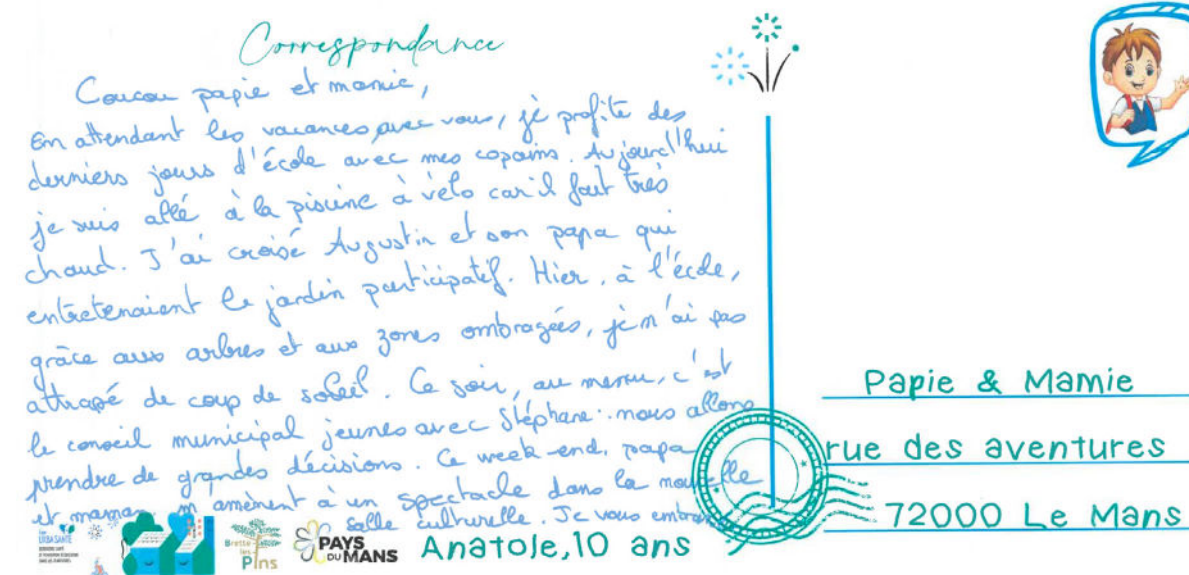 Correspondance
Coucou papie et mamie,
En attendant les vacances avec vous, je profite des
derniers jours d'école avec mes copains. Aujourd'hui
je suis allé à la piscine à vélo car il fait très
chaud. J'ai croisé Augustin et son papa qui
entretenaient le jardin participatif. Hier, à l'école,
grâce aux arbres et aux zones ombragées, je n'ai pas
attrapé de coup de soleil. Ce soir, au menu, c'est
le conseil municipal jeunes avec Stéphane : nous allons
prendre de grandes décisions. Ce week-end, papa
et maman m'amènent à un spectacle dans la nouvelle
salle culturelle. Je vous
Anatole, 10 ans
URBA SANTÉ
Brette
les
Pins
PAYS
DU MANS
Papie & Mamie
rue des aventures
72000 Le Mans